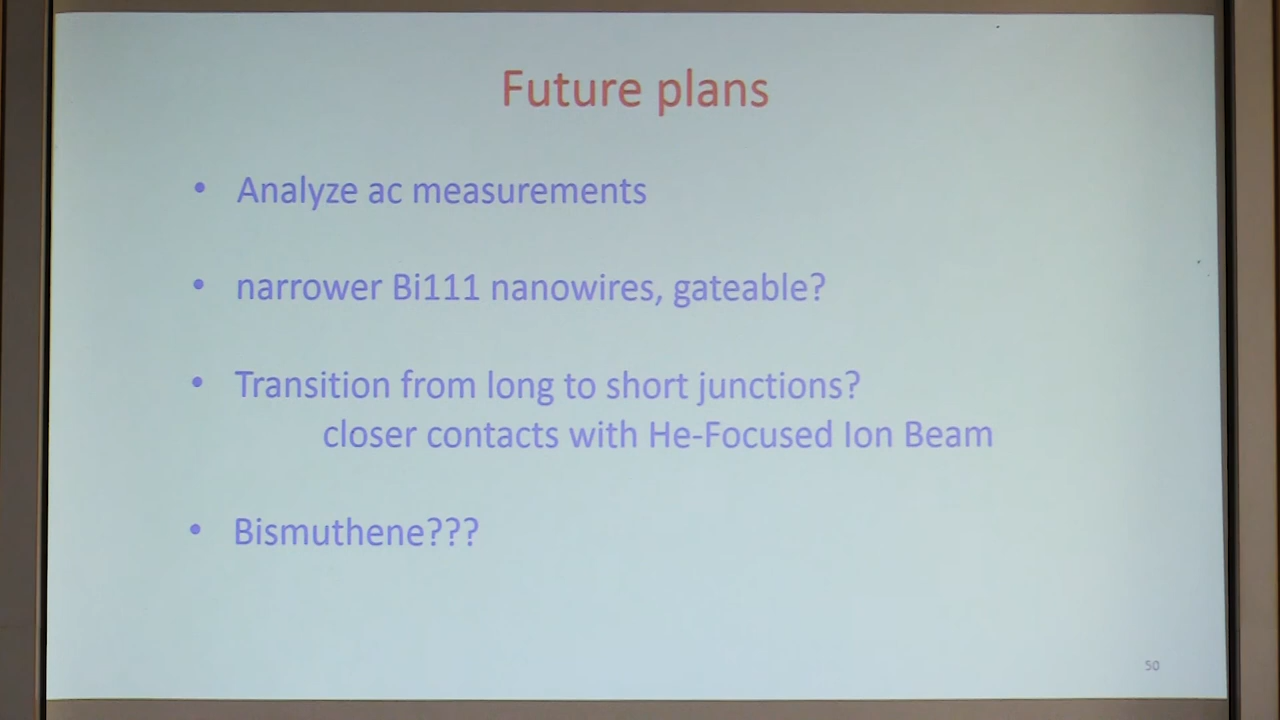 Future plans
• Analyze ac measurements
• narrower Bi111 nanowires, gateable?
• Transition from long to short junctions?
closer contacts with He-Focused Ion Beam
• Bismuthene???
50